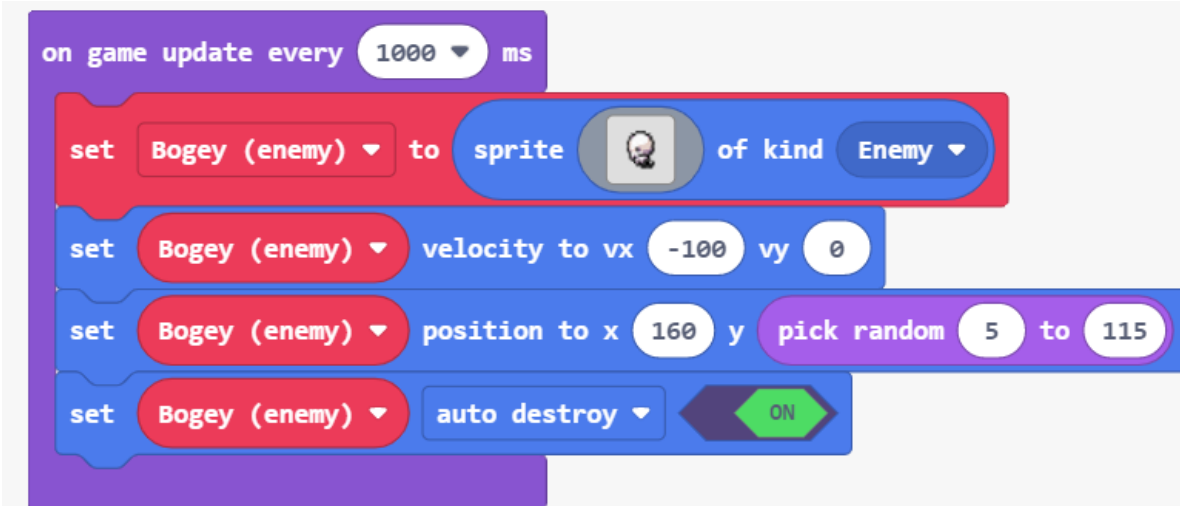 on game update every 1000 ms
set Bogey (enemy) to sprite of kind Enemy
set Bogey (enemy) velocity to vx -100 vy 0
set Bogey (enemy) position to x 160 y pick random 5 to 115
set Bogey (enemy) auto destroy ON